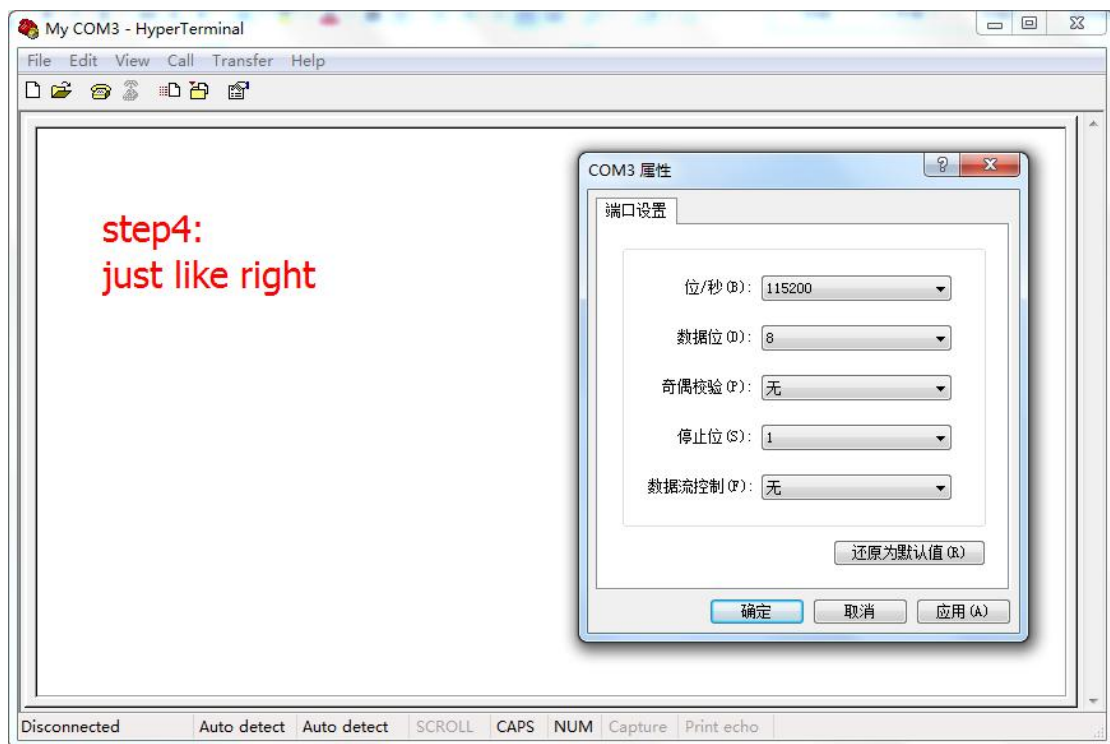 My COM3 - HyperTerminal
File Edit View Call Transfer Help
step4:
just like right
COM3 属性
端口设置
位/秒(B): 115200
数据位(D): 8
奇偶校验(P): 无
停止位(S): 1
数据流控制(F): 无
还原为默认值(R)
确定 取消 应用(A)
Disconnected Auto detect Auto detect SCROLL CAPS NUM Capture Print echo